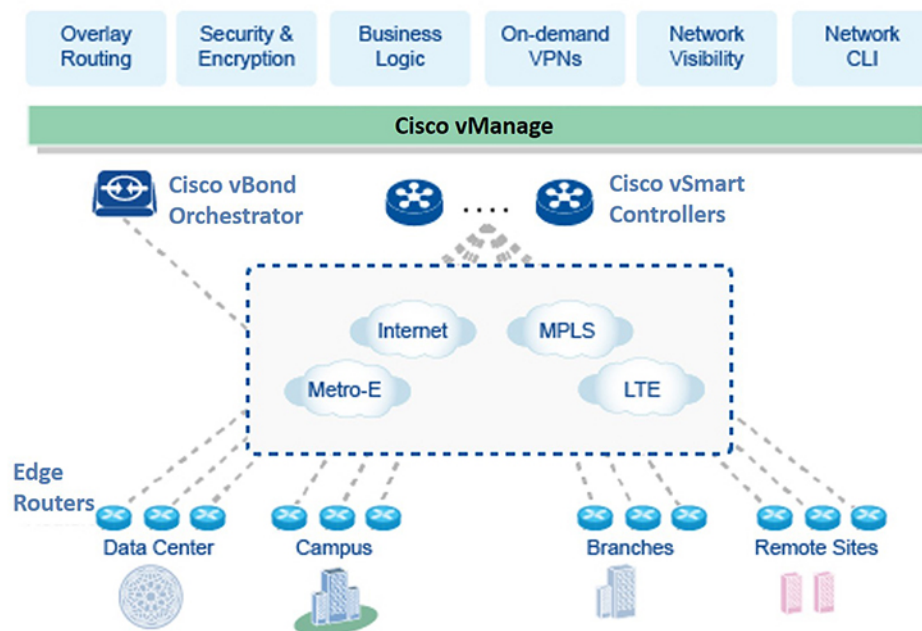 Overlay
Routing
Security &
Encryption
Business
Logic
On-demand
VPNs
Network
Visibility
Network
CLI
Cisco vManage
Cisco vBond
Orchestrator
....
Cisco vSmart
Controllers
Internet
MPLS
Metro-E
LTE
Edge
Routers
Data Center
Campus
Branches
Remote Sites